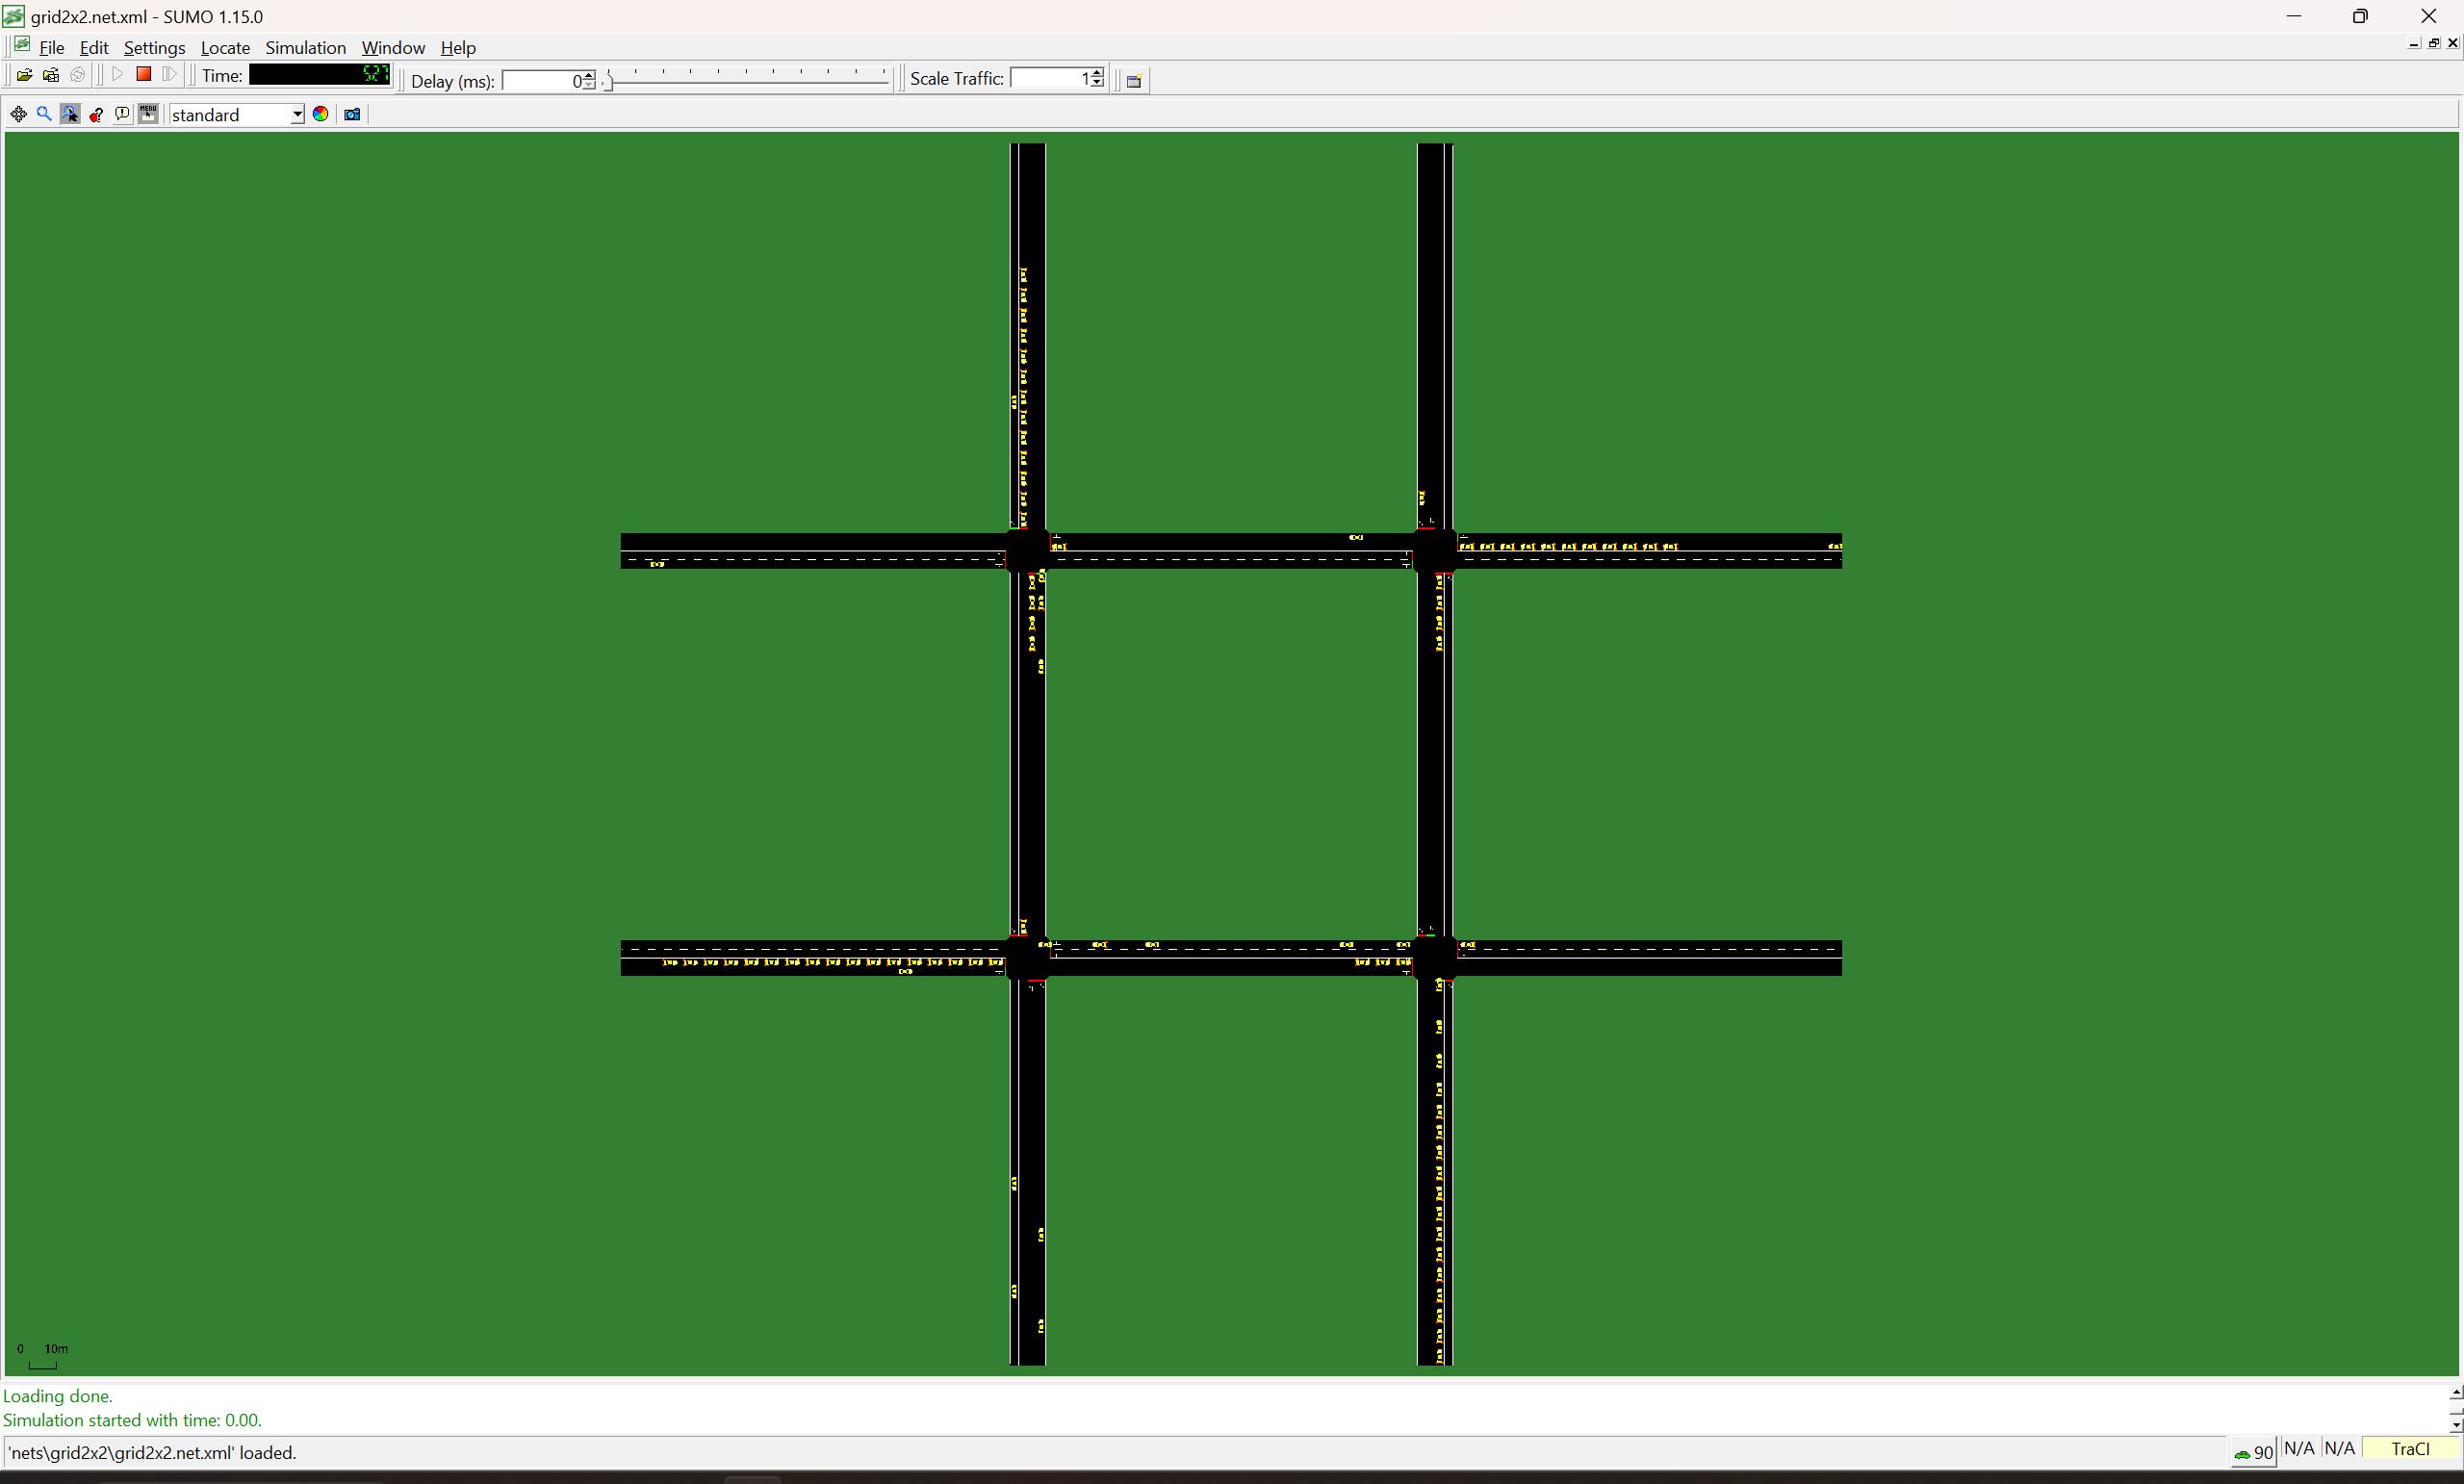 grid2x2.net.xml - SUMO 1.15.0
File Edit Settings Locate Simulation Window Help
Time: Delay (ms): 0 Scale Traffic: 1
MENU standard
0 10m
Loading done.
Simulation started with time: 0.00.
'nets\grid2x2\grid2x2.net.xml' loaded. 90 N/A N/A TraCI